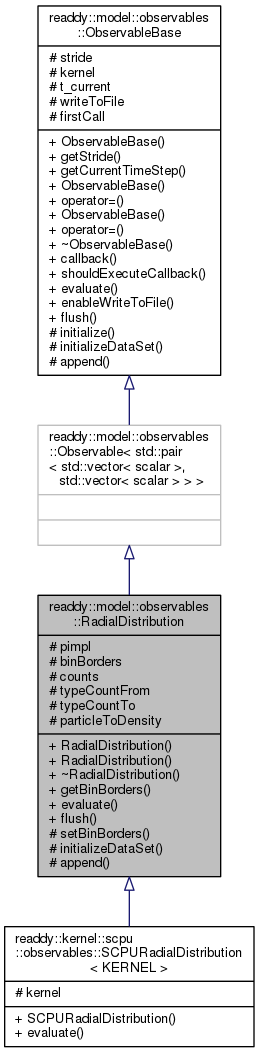 readdy::model::observables
::ObservableBase
# stride
# kernel
# t_current
# writeToFile
# firstCall
+ ObservableBase()
+ getStride()
+ getCurrentTimeStep()
+ ObservableBase()
+ operator=()
+ ObservableBase()
+ operator=()
+ ~ObservableBase()
+ callback()
+ shouldExecuteCallback()
+ evaluate()
+ enableWriteToFile()
+ flush()
# initialize()
# initializeDataSet()
# append()
readdy::model::observables
::Observable< std::pair
< std::vector< scalar >,
std::vector< scalar > > >
readdy::model::observables
::RadialDistribution
# pimpl
# binBorders
# counts
# typeCountFrom
# typeCountTo
# particleToDensity
+ RadialDistribution()
+ RadialDistribution()
+ ~RadialDistribution()
+ getBinBorders()
+ evaluate()
+ flush()
# setBinBorders()
# initializeDataSet()
# append()
readdy::kernel::scpu
::observables::SCPURadialDistribution
< KERNEL >
# kernel
+ SCPURadialDistribution()
+ evaluate()